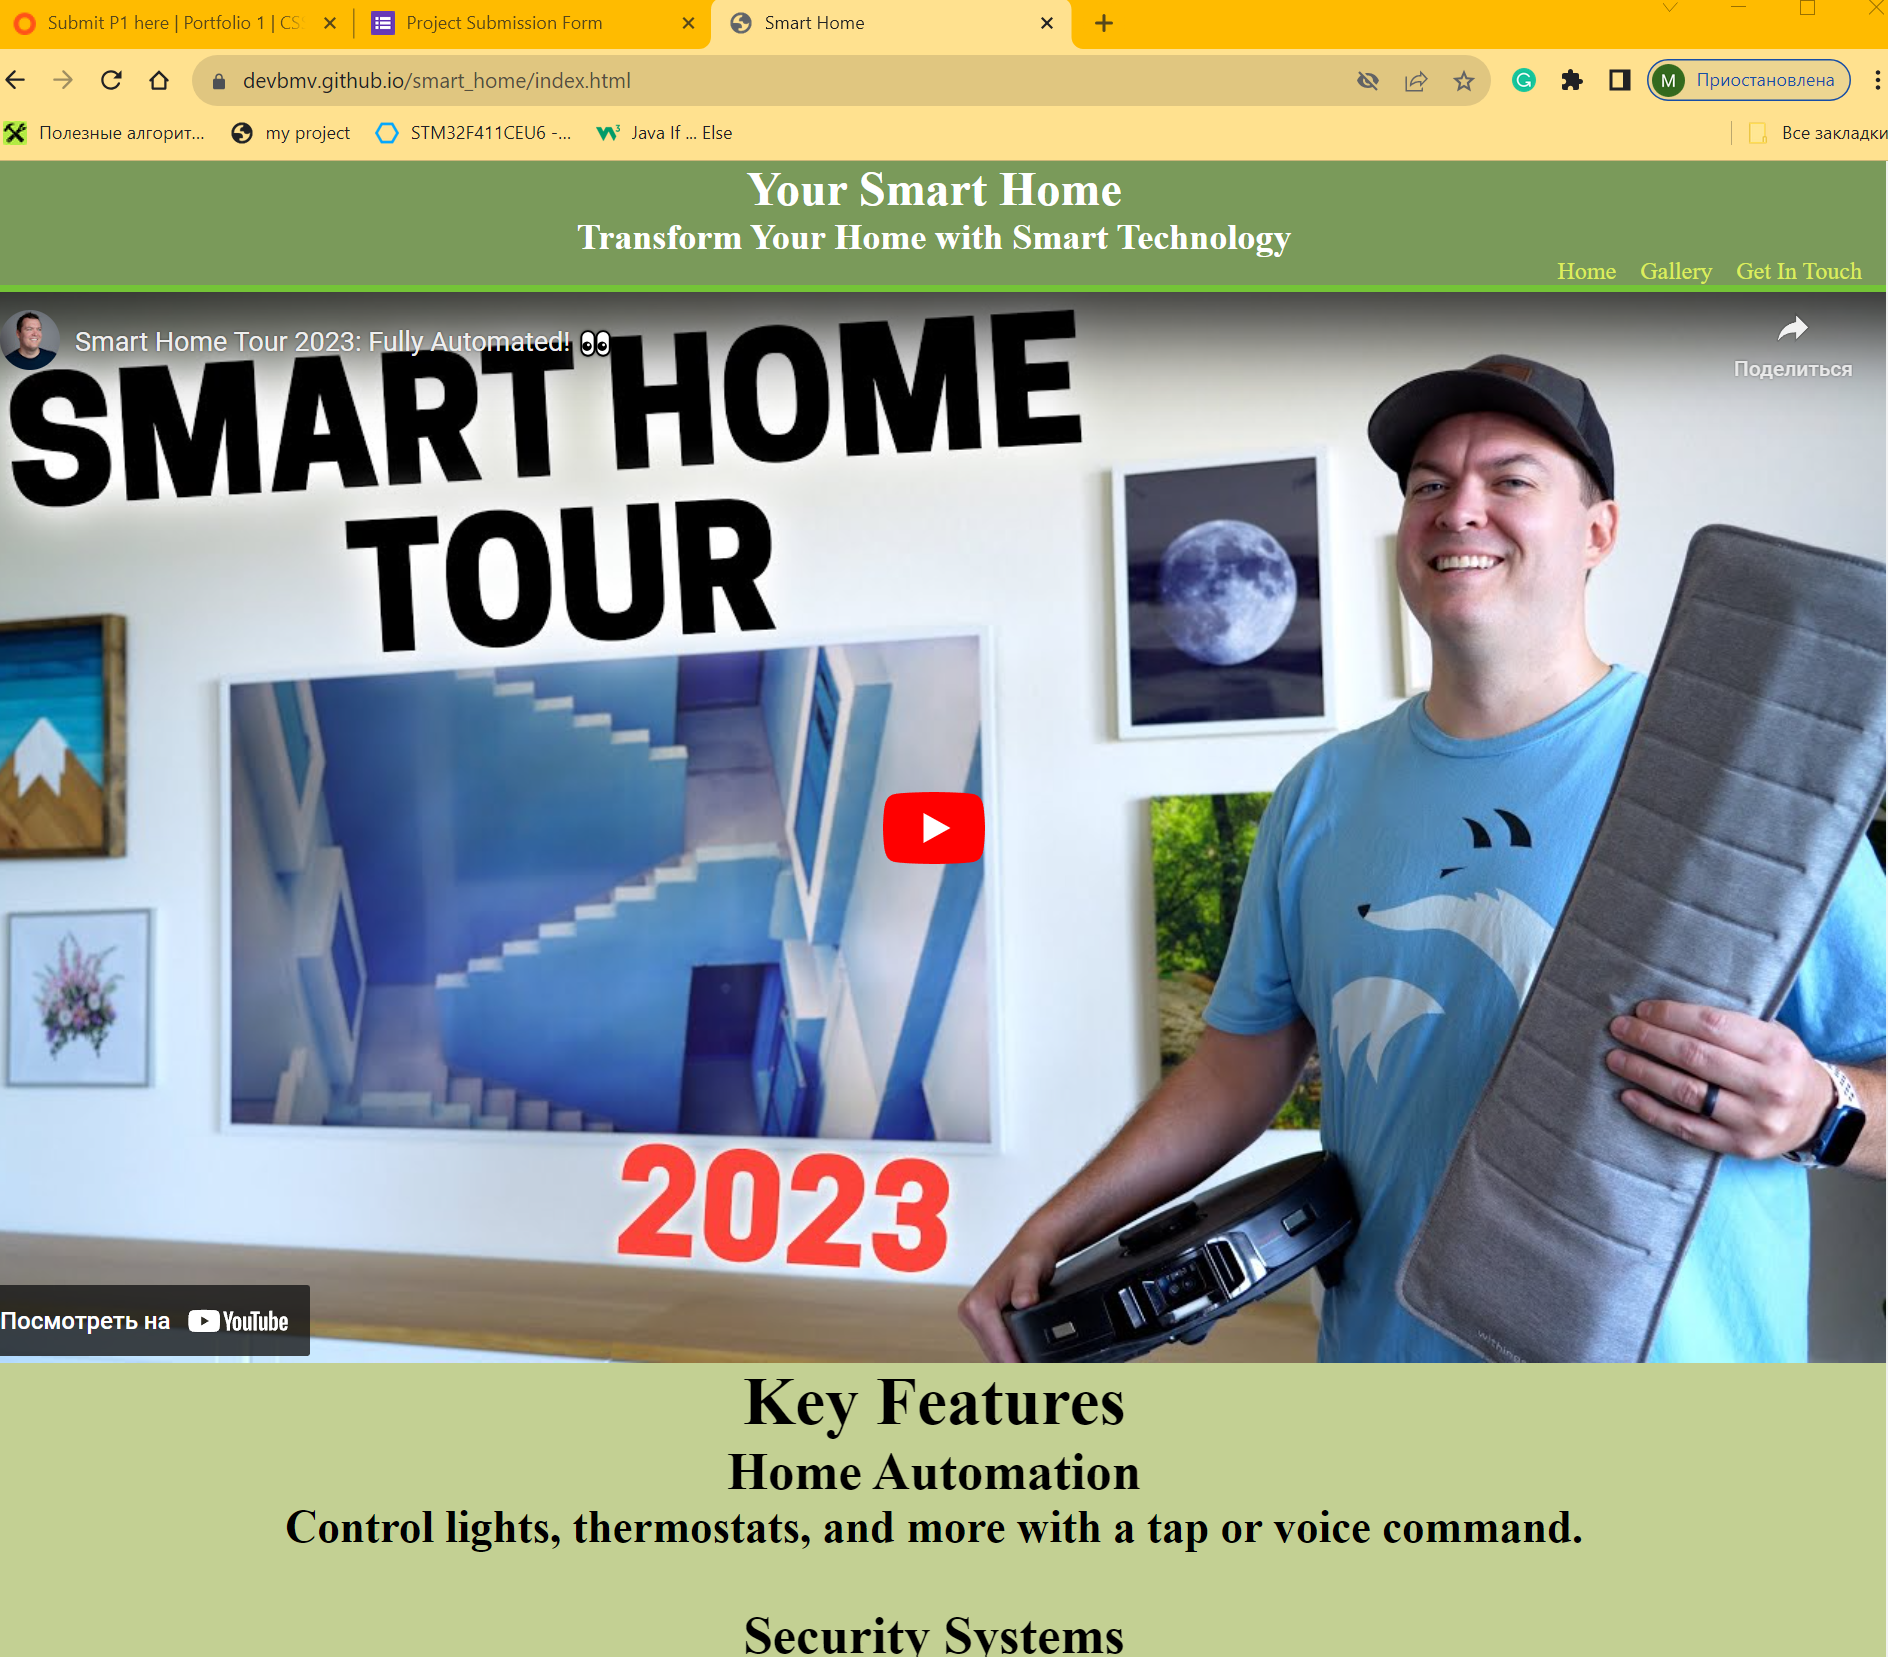 Submit P1 here | Portfolio 1 | CS
Project Submission Form
Smart Home
devbmv.github.io/smart_home/index.html
G
M
Приостановлена
Полезные алгорит...
my project
STM32F411CEU6 -...
Java If ... Else
Все закладки
Your Smart Home
Transform Your Home with Smart Technology
Home Gallery Get In Touch
Smart Home Tour 2023: Fully Automated! 👀
Поделиться
SMART HOME
TOUR
2023
withings
Посмотреть на YouTube
Key Features
Home Automation
Control lights, thermostats, and more with a tap or voice command.
Security Systems